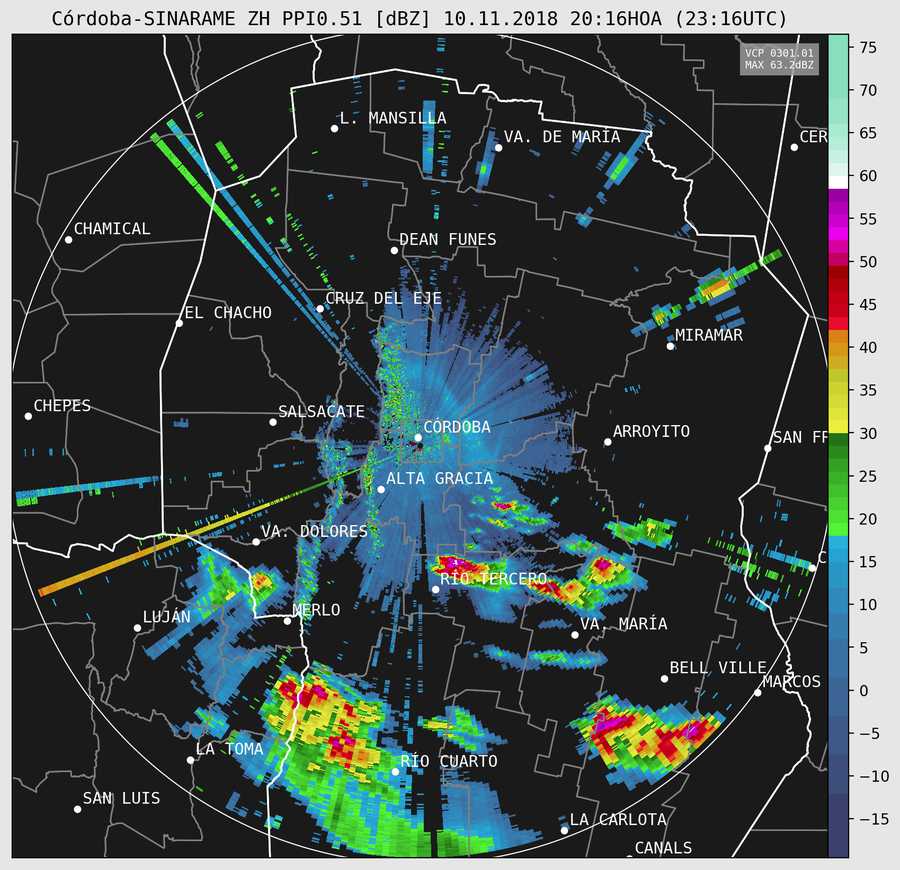 Córdoba-SINARAME ZH PPI0.51 [dBZ] 10.11.2018 20:16HOA (23:16UTC)
VCP 0301.01
MAX 63.2dBZ
L. MANSILLA
VA. DE MARÍA
CER
CHAMICAL
DEAN FUNES
CRUZ DEL EJE
EL CHACHO
MIRAMAR
CHEPES
SALSACATE
CÓRDOBA
ARROYITO
SAN FR
ALTA GRACIA
VA. DOLORES
C
RÍO TERCERO
LUJÁN
MERLO
VA. MARÍA
BELL VILLE
MARCOS
LA TOMA
RÍO CUARTO
SAN LUIS
LA CARLOTA
CANALS
75
70
65
60
55
50
45
40
35
30
25
20
15
10
5
0
−5
−10
−15